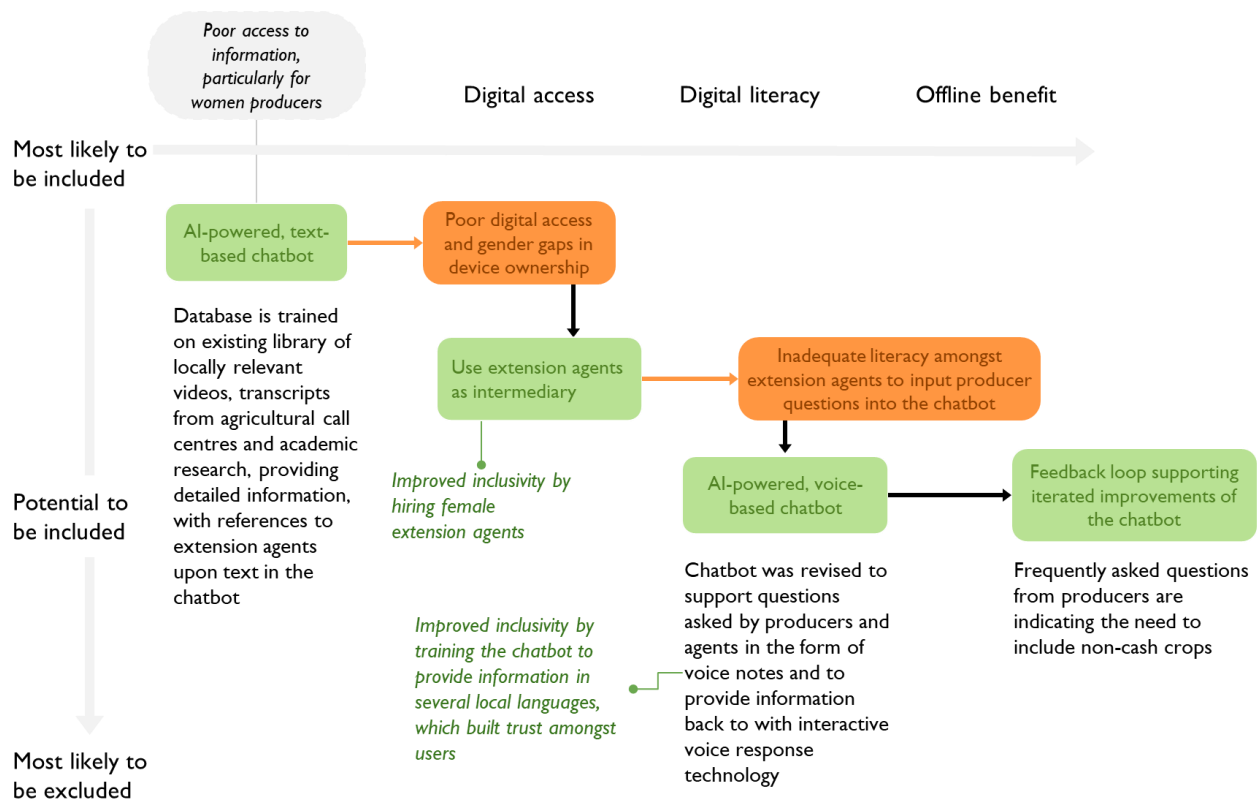 Poor access to
information,
particularly for
women producers
Digital access
Digital literacy
Offline benefit
Most likely to
be included
AI-powered, text-
based chatbot
Poor digital access
and gender gaps in
device ownership
Database is trained
on existing library of
locally relevant
videos, transcripts
from agricultural call
centres and academic
research, providing
detailed information,
with references to
extension agents
upon text in the
chatbot
Use extension agents
as intermediary
Inadequate literacy amongst
extension agents to input producer
questions into the chatbot
Improved inclusivity by
hiring female
extension agents
AI-powered, voice-
based chatbot
Feedback loop supporting
iterated improvements of
the chatbot
Potential to
be included
Chatbot was revised to
support questions
asked by producers and
agents in the form of
voice notes and to
provide information
back to with interactive
voice response
technology
Frequently asked questions
from producers are
indicating the need to
include non-cash crops
Improved inclusivity by
training the chatbot to
provide information in
several local languages,
which built trust amongst
users
Most likely to
be excluded